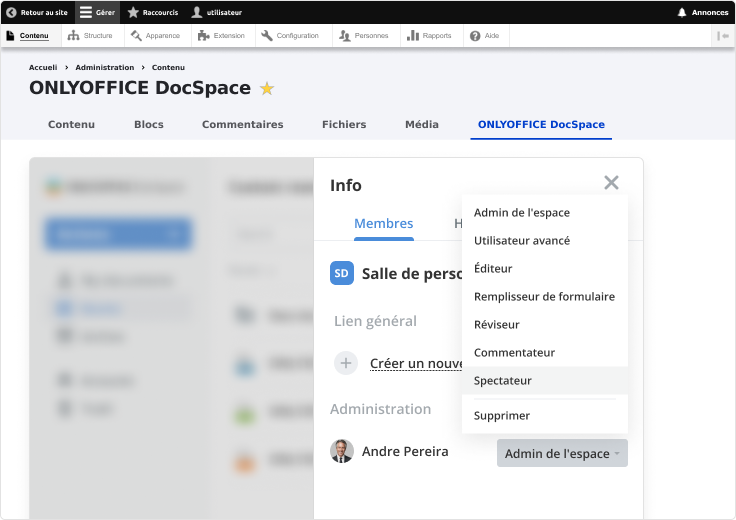 Retour au site Gérer Raccourcis utilisateur Annonces
Contenu Structure Apparence Extension Configuration Personnes Rapports Aide
Accueli › Administration › Contenu
ONLYOFFICE DocSpace
Contenu Blocs Commentaires Fichiers Média ONLYOFFICE DocSpace
Info
Membres H
Admin de l'espace
Utilisateur avancé
Éditeur
Remplisseur de formulaire
Réviseur
Commentateur
Spectateur
Supprimer
SD Salle de perso
Lien général
Créer un nouve
Administration
Andre Pereira Admin de l'espace